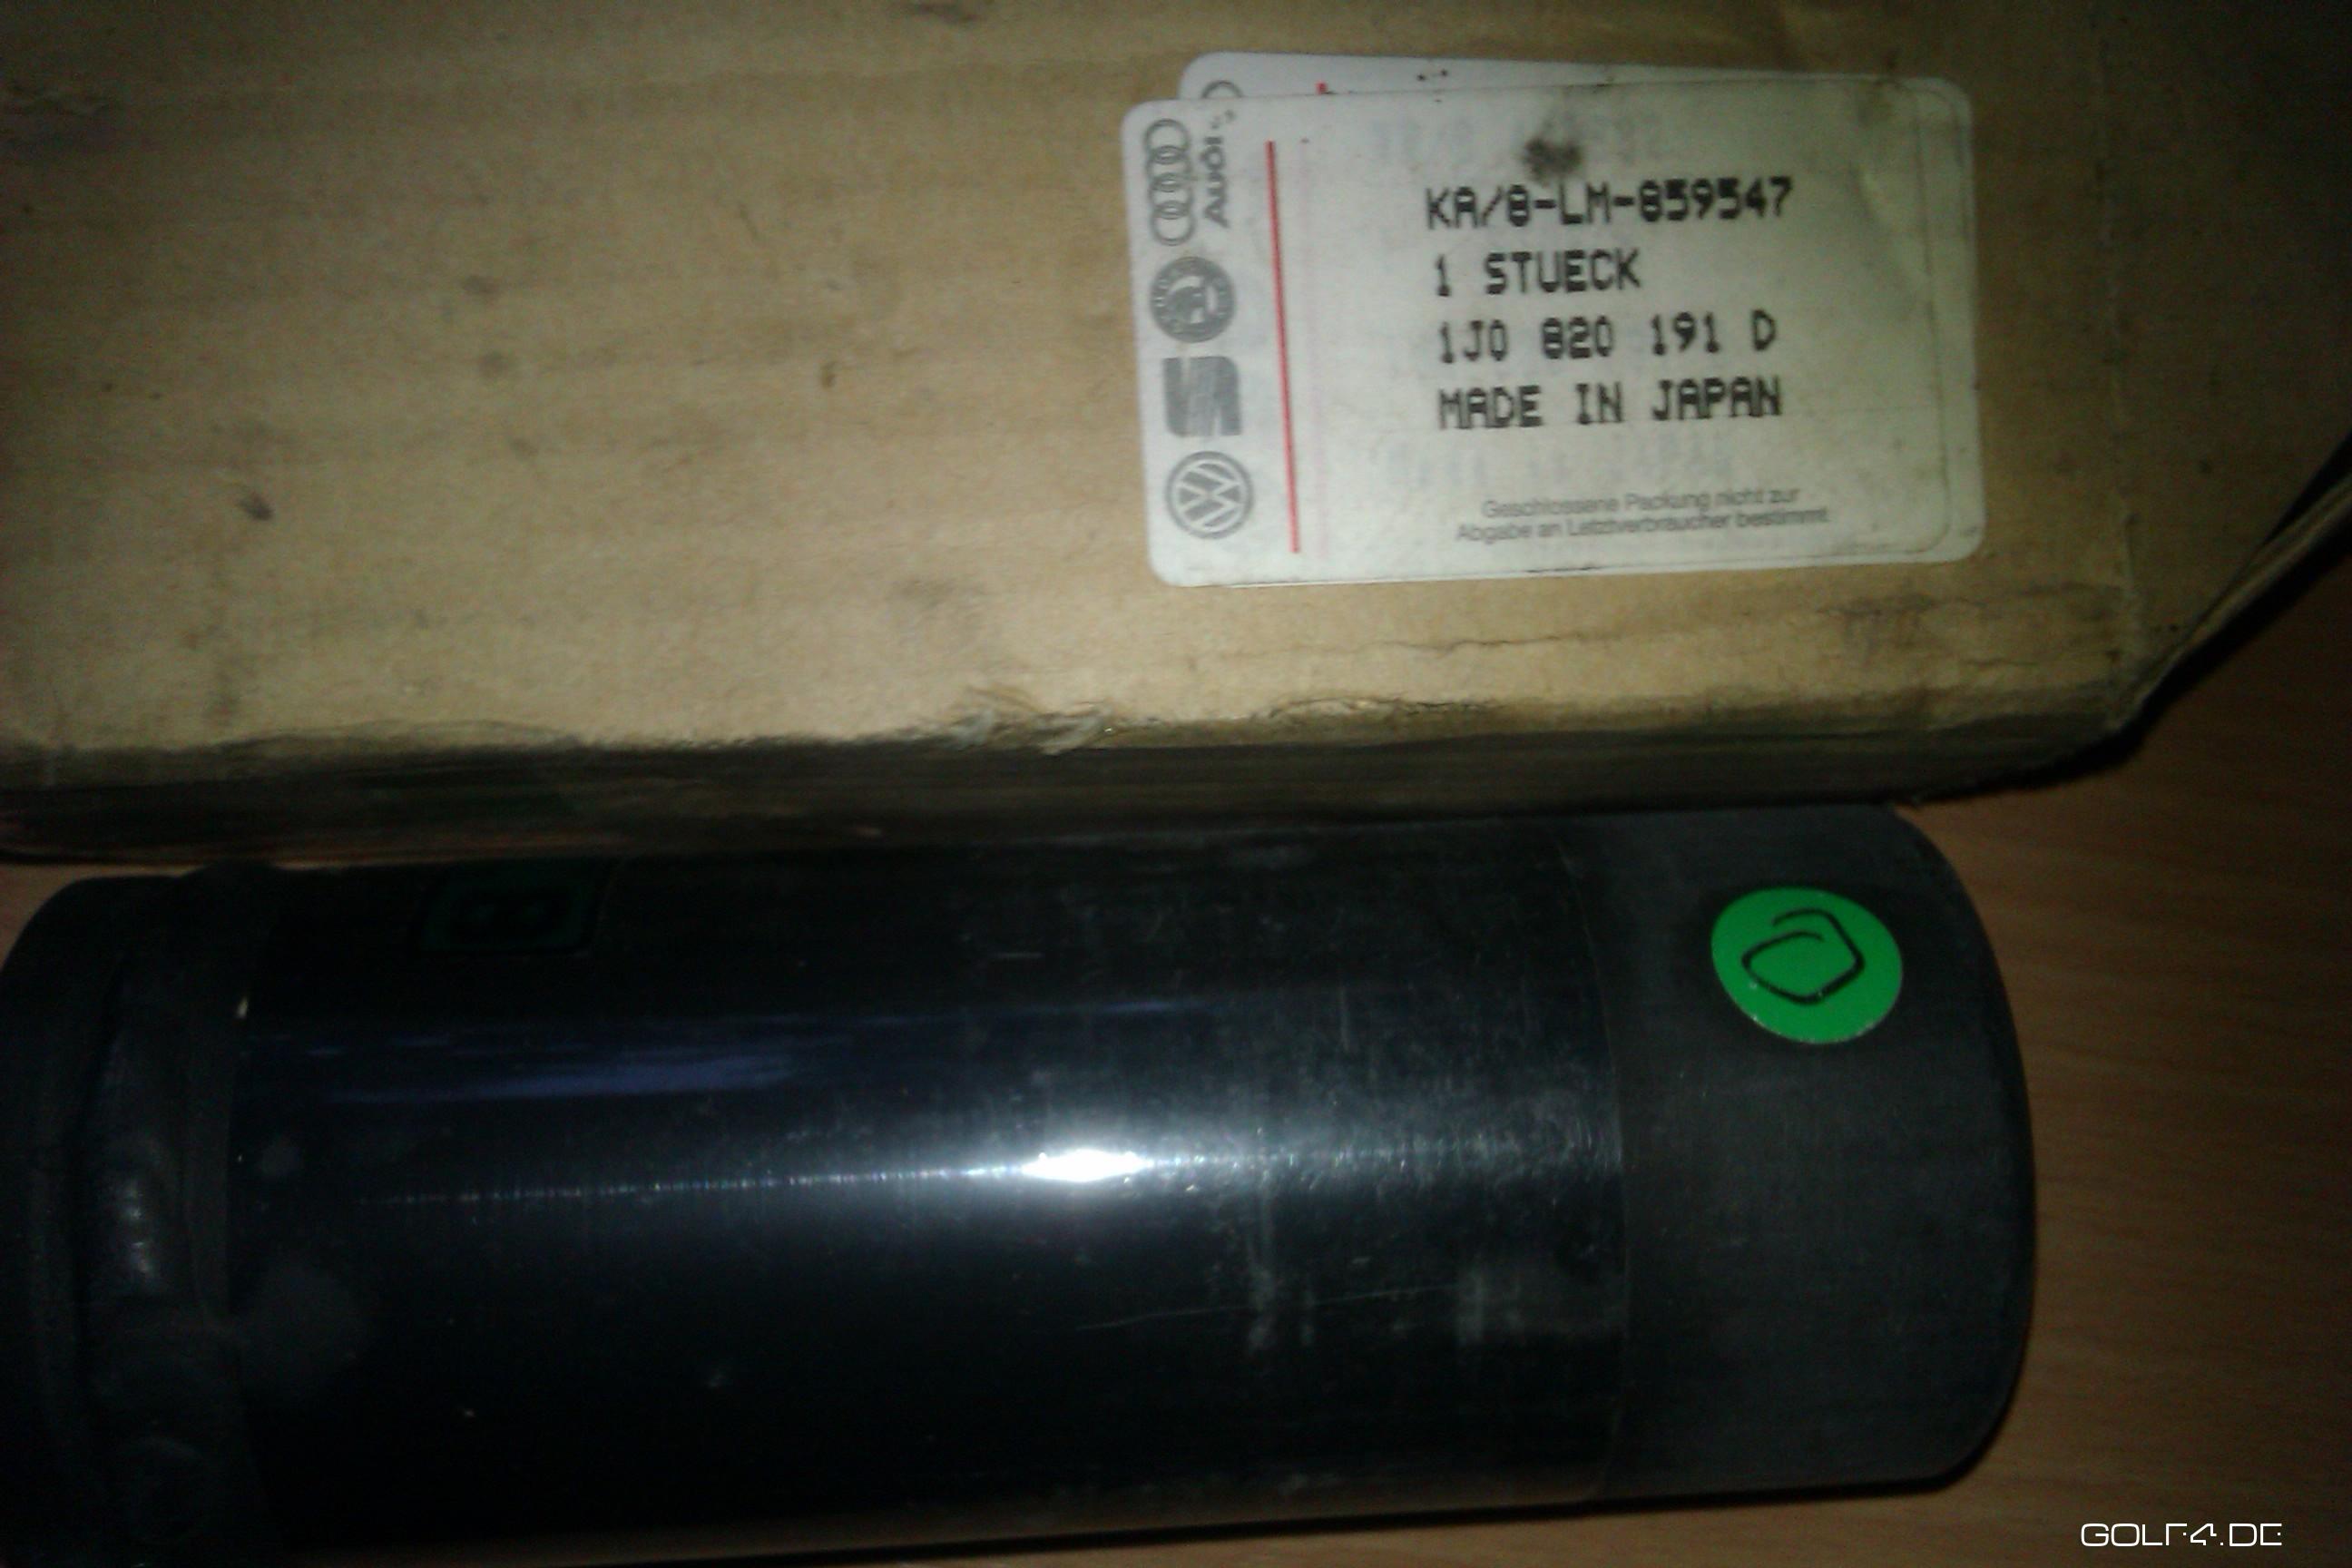 Audi
KA/8-LM-859547
1 STUECK
1J0 820 191 D
MADE IN JAPAN
Geschlossene Packung nicht zur
Abgabe an Letztverbraucher bestimmt
GOLF4.DE